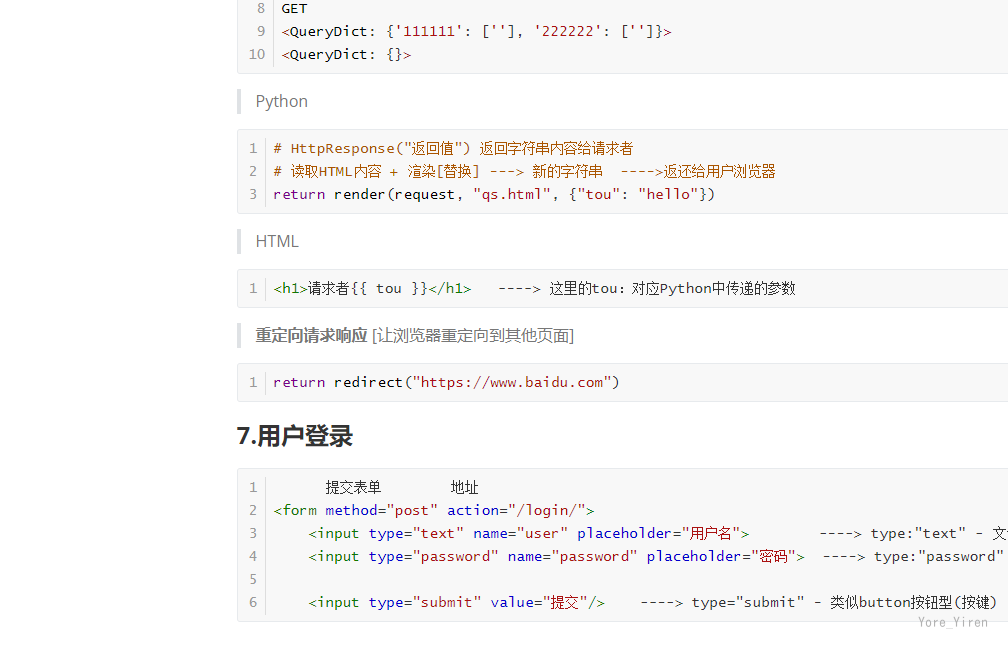 8 GET
9 <QueryDict: {'111111': [''], '222222': ['']}>
10 <QueryDict: {}>
Python
1 # HttpResponse("返回值") 返回字符串内容给请求者
2 # 读取HTML内容 + 渲染[替换] ---> 新的字符串 ---->返还给用户浏览器
3 return render(request, "qs.html", {"tou": "hello"})
HTML
1 <h1>请求者{{ tou }}</h1> ----> 这里的tou：对应Python中传递的参数
重定向请求响应 [让浏览器重定向到其他页面]
1 return redirect("https://www.baidu.com")
7.用户登录
1 提交表单 地址
2 <form method="post" action="/login/">
3 <input type="text" name="user" placeholder="用户名"> ----> type:"text" - 文
4 <input type="password" name="password" placeholder="密码"> ----> type:"password"
5
6 <input type="submit" value="提交"/> ----> type="submit" - 类似button按钮型(按键)
Yore_Yiren